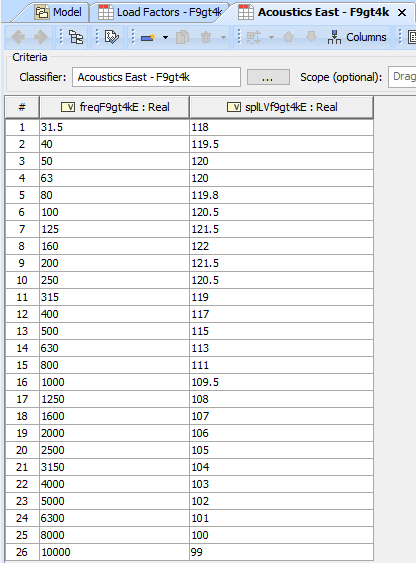 Model Load Factors - F9gt4k Acoustics East - F9gt4k
Columns
Criteria
Classifier: Acoustics East - F9gt4k ... Scope (optional): Drag
# V freqF9gt4kE : Real V splLVf9gt4kE : Real
1 31.5 118
2 40 119.5
3 50 120
4 63 120
5 80 119.8
6 100 120.5
7 125 121.5
8 160 122
9 200 121.5
10 250 120.5
11 315 119
12 400 117
13 500 115
14 630 113
15 800 111
16 1000 109.5
17 1250 108
18 1600 107
19 2000 106
20 2500 105
21 3150 104
22 4000 103
23 5000 102
24 6300 101
25 8000 100
26 10000 99